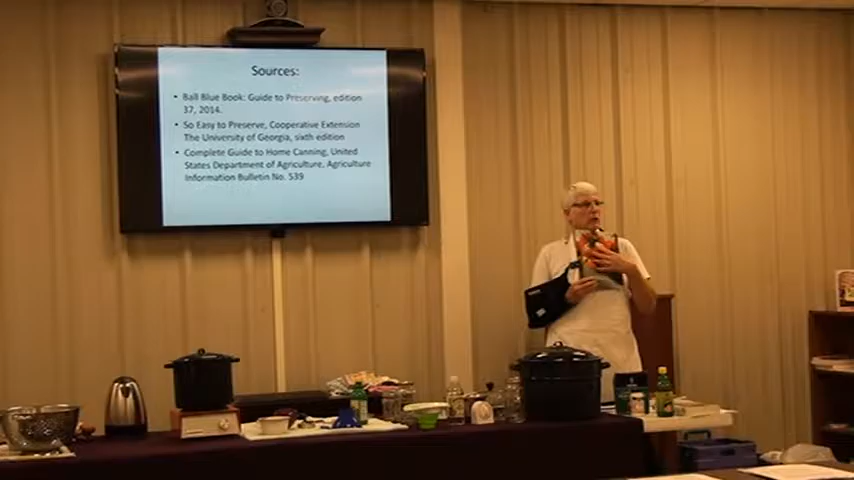 Sources:
• Ball Blue Book: Guide to Preserving, edition
37, 2014.
• So Easy to Preserve, Cooperative Extension
The University of Georgia, sixth edition
• Complete Guide to Home Canning, United
States Department of Agriculture, Agriculture
Information Bulletin No. 539